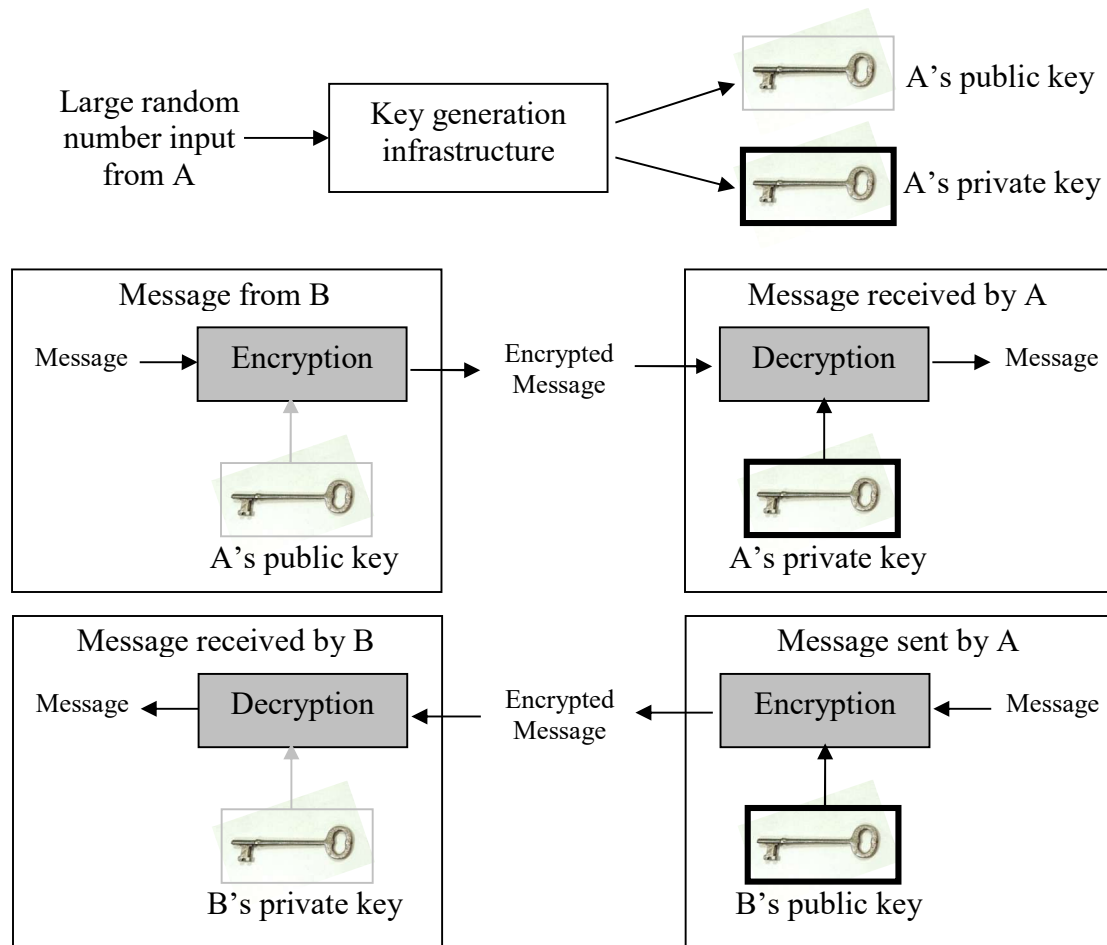 A’s public key
Large random
number input
from A
Key generation
infrastructure
A’s private key
Message from B
Message
Encryption
A’s public key
Encrypted
Message
Message received by A
Decryption
Message
A’s private key
Message received by B
Message
Decryption
B’s private key
Encrypted
Message
Message sent by A
Encryption
Message
B’s public key